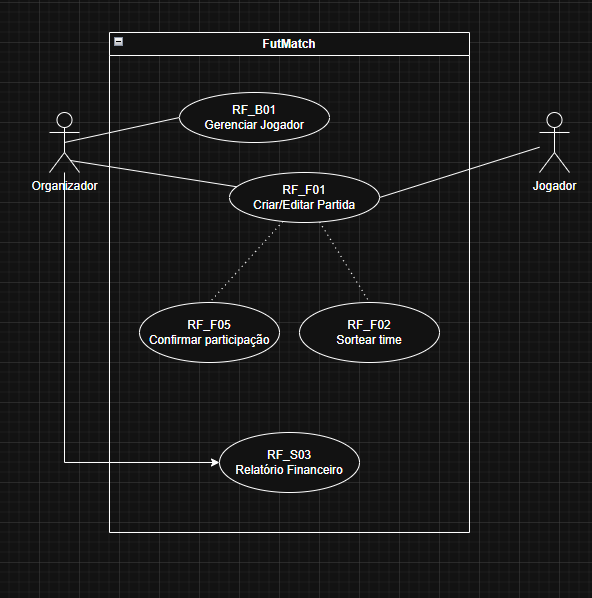 FutMatch
RF_B01
Gerenciar Jogador
Organizador
Jogador
RF_F01
Criar/Editar Partida
RF_F05
Confirmar participação
RF_F02
Sortear time
RF_S03
Relatório Financeiro